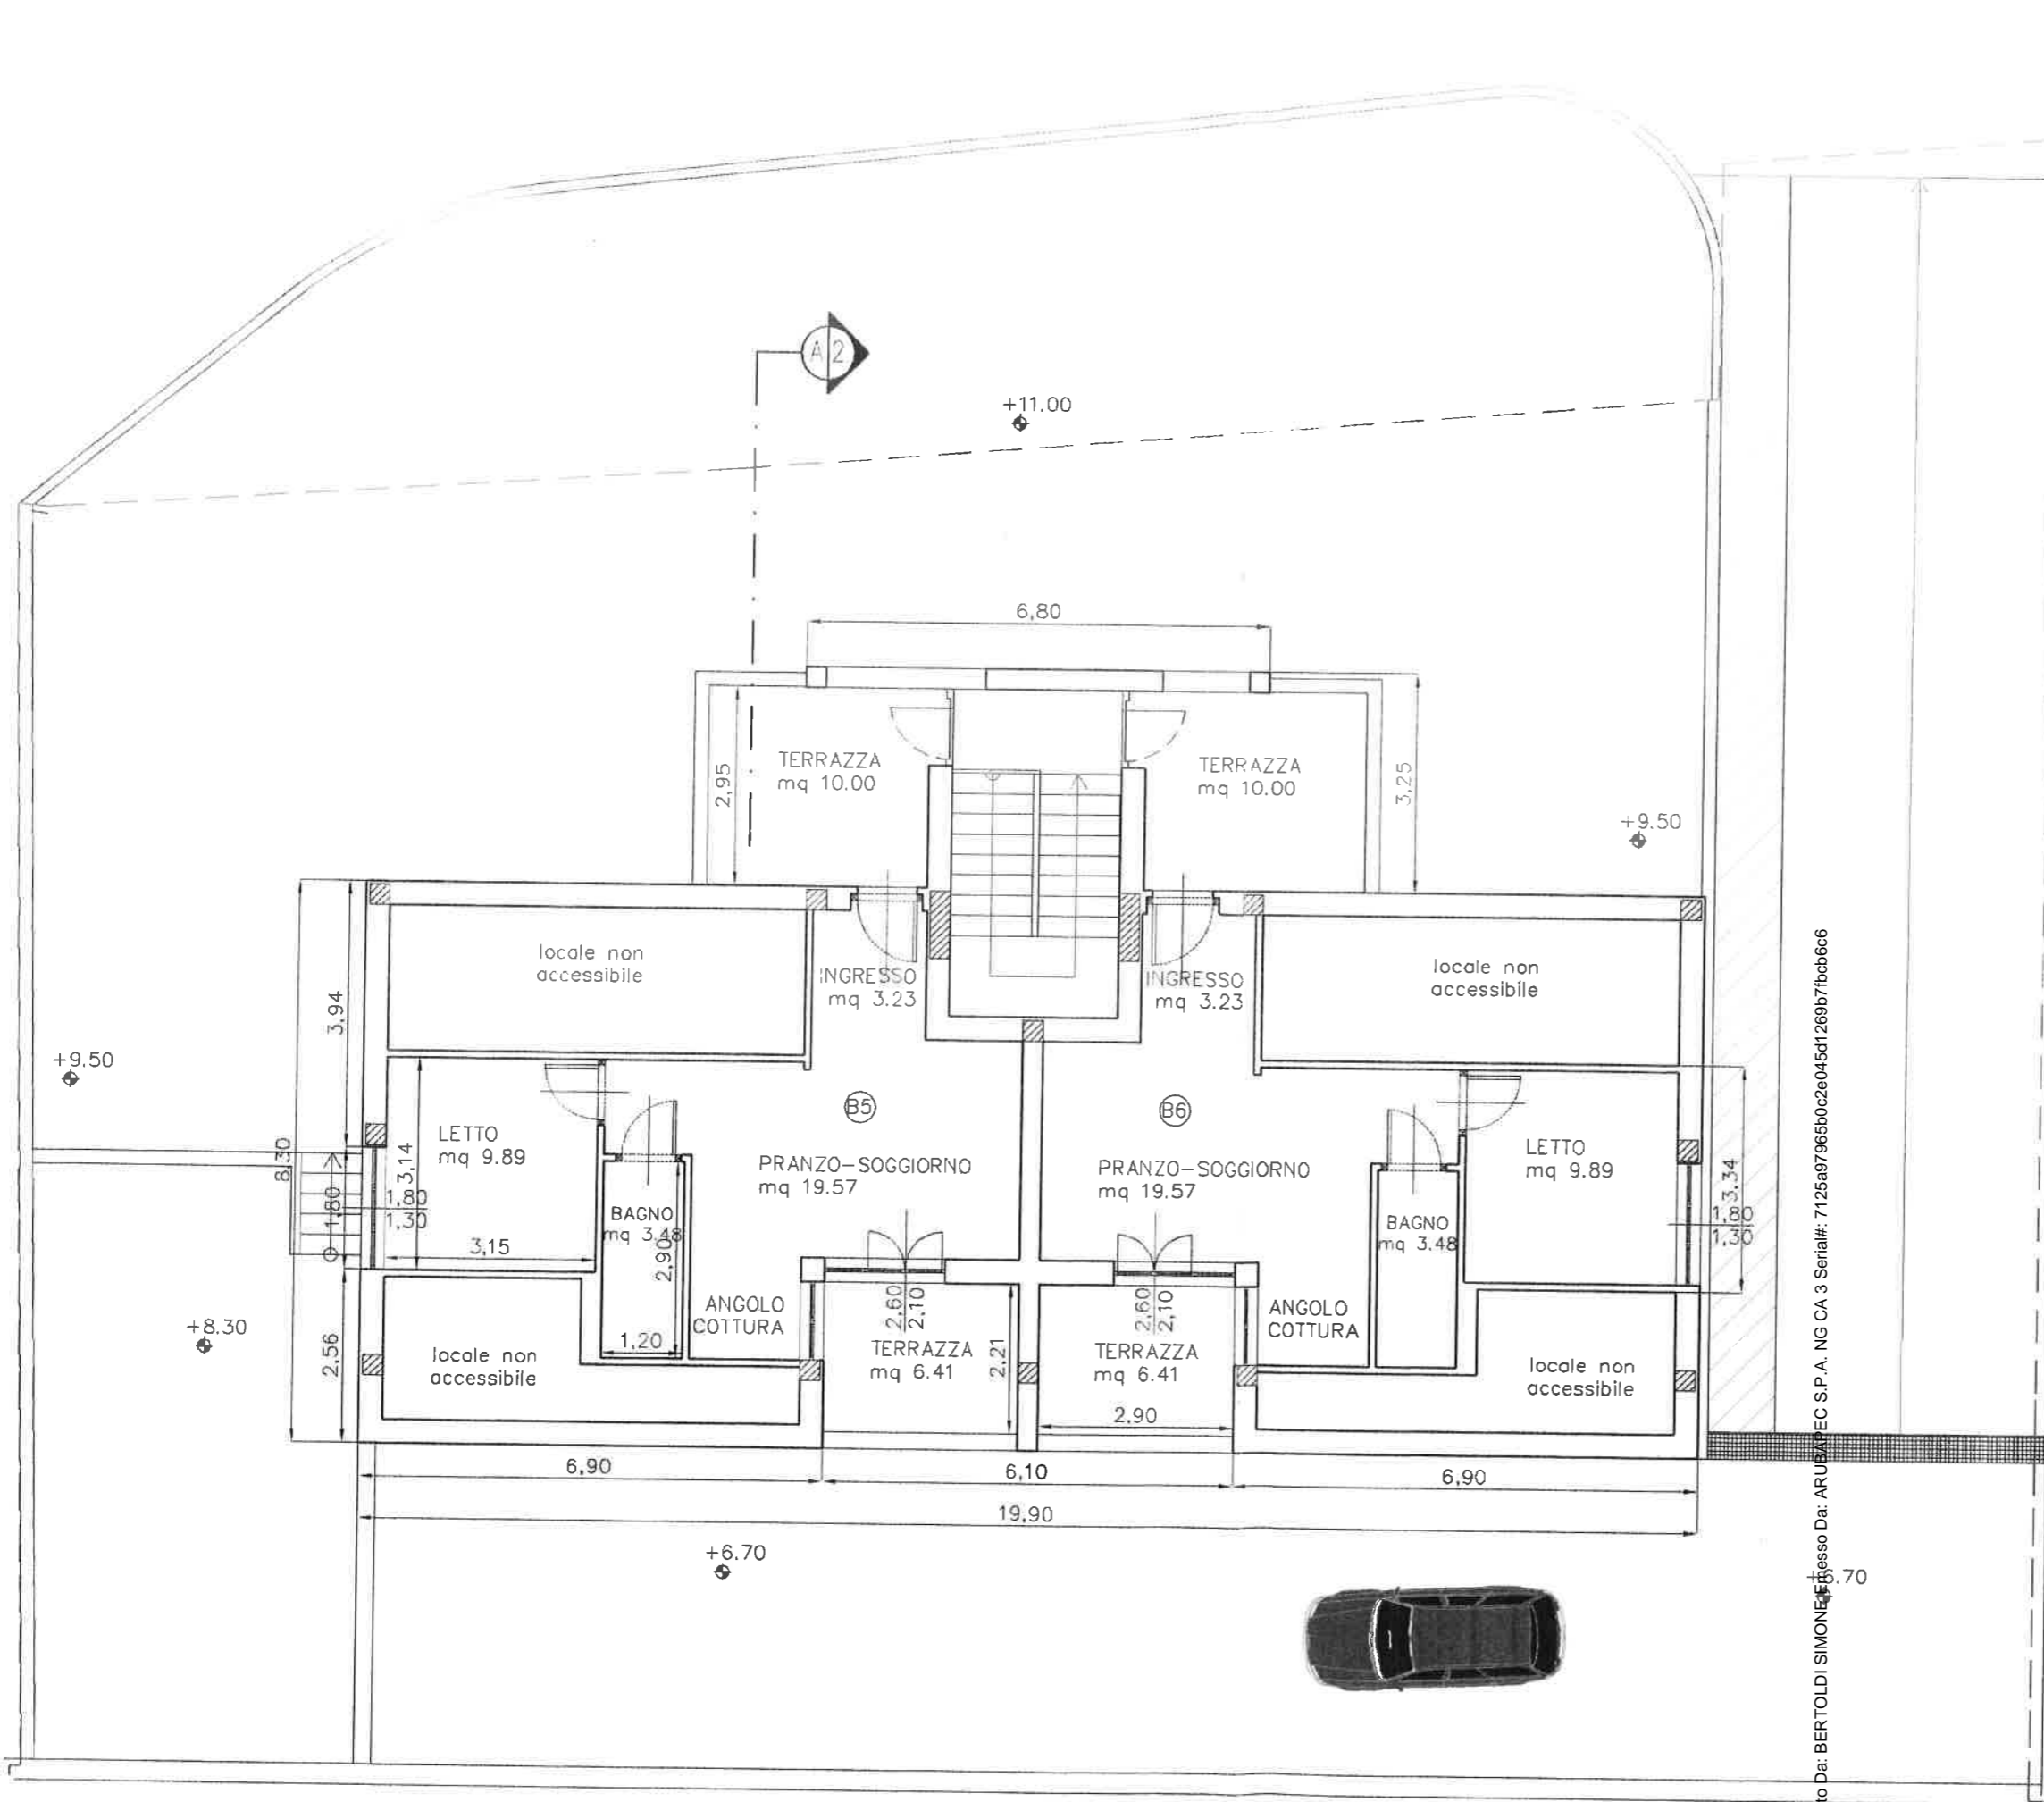 A 2
+11.00
6,80
TERRAZZA
mq 10.00
TERRAZZA
mq 10.00
2,95
3,25
+9.50
locale non
accessibile
INGRESSO
mq 3.23
INGRESSO
mq 3.23
locale non
accessibile
3,94
+9.50
8,30
B5
B6
LETTO
mq 9.89
3,14
PRANZO-SOGGIORNO
mq 19.57
PRANZO-SOGGIORNO
mq 19.57
LETTO
mq 9.89
3,34
1,80
1,80
1,30
BAGNO
mq 3.48
BAGNO
mq 3.48
1,80
1,30
3,15
2,90
2,60
2,10
2,60
2,10
ANGOLO
COTTURA
ANGOLO
COTTURA
+8.30
2,56
1,20
TERRAZZA
mq 6.41
2,21
TERRAZZA
mq 6.41
locale non
accessibile
locale non
accessibile
2,90
6,90
6,10
6,90
19,90
+6.70
+6.70
to Da: BERTOLDI SIMONE Emesso Da: ARUBAPEC S.P.A. NG CA 3 Serial#: 7125a97965b0c2e045d1269b7fbcb6c6